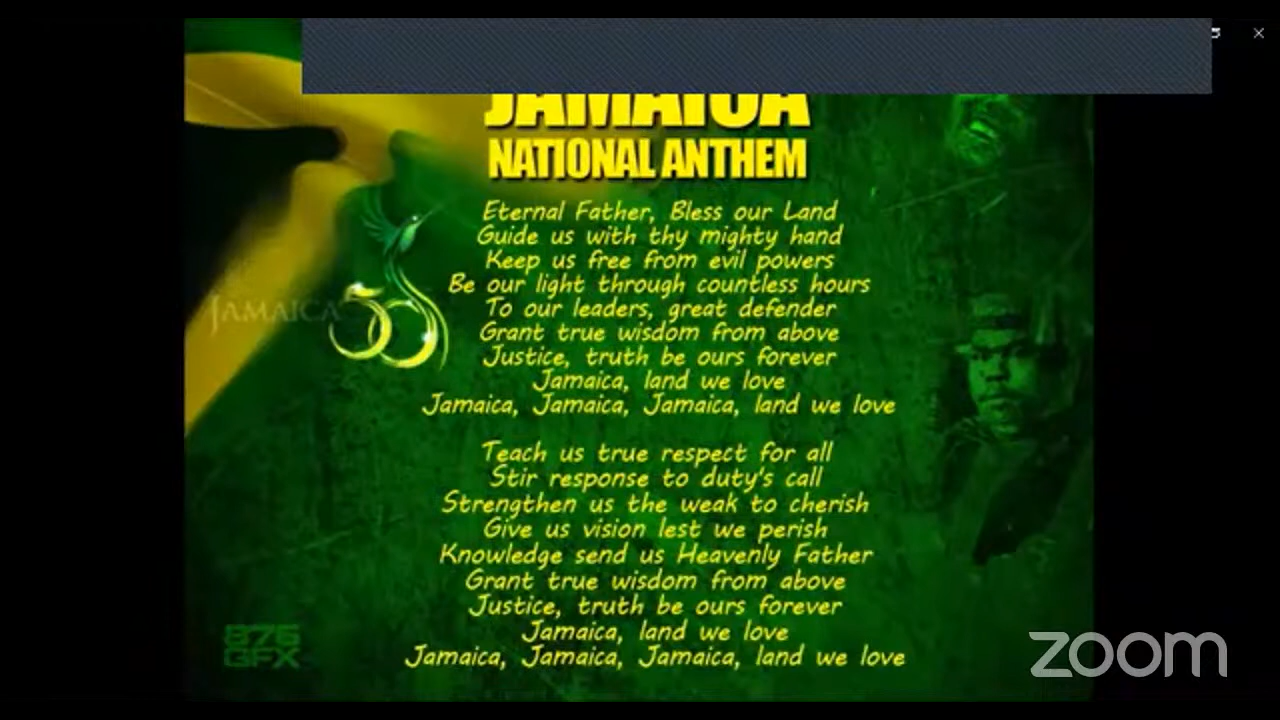 JAMAICA
NATIONAL ANTHEM
Eternal Father, Bless our Land
Guide us with thy mighty hand
Keep us free from evil powers
Be our light through countless hours
To our leaders, great defender
Grant true wisdom from above
Justice, truth be ours forever
Jamaica, land we love
Jamaica, Jamaica, Jamaica, land we love
JAMAICA 50
Teach us true respect for all
Stir response to duty's call
Strengthen us the weak to cherish
Give us vision lest we perish
Knowledge send us Heavenly Father
Grant true wisdom from above
Justice, truth be ours forever
Jamaica, land we love
Jamaica, Jamaica, Jamaica, land we love
876
GFX
zoom